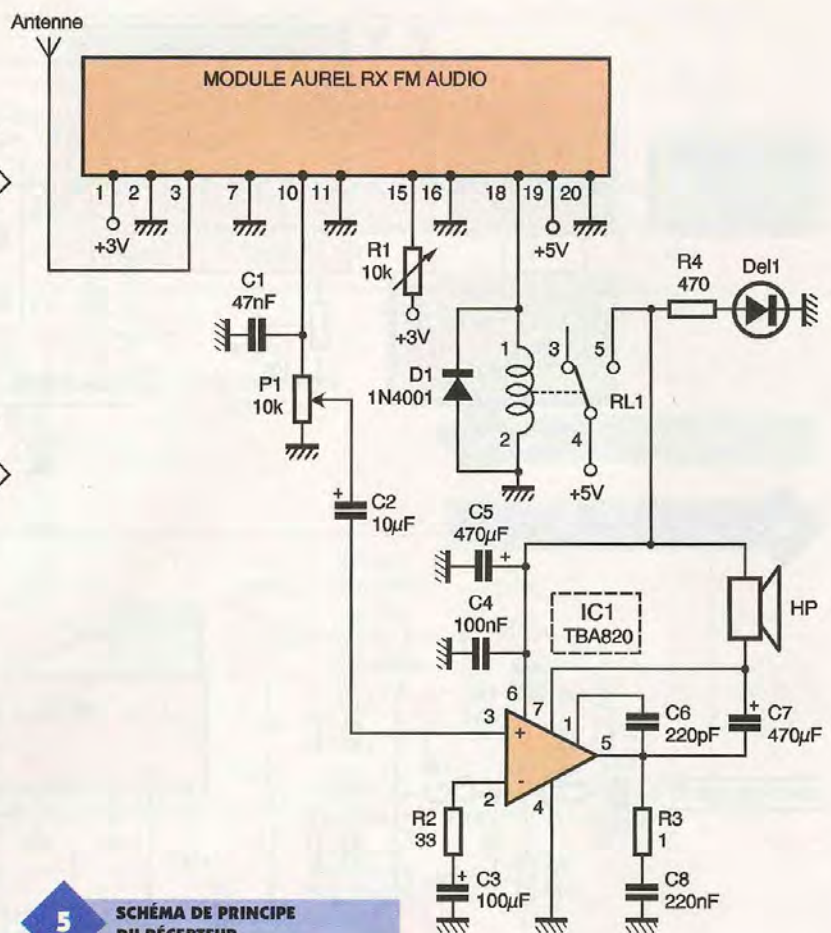 Antenne
MODULE AUREL RX FM AUDIO
1 2 3 7 10 11 15 16 18 19 20
+3V
+5V
C1
47nF
R1
10k
+3V
R4
470
Del1
P1
10k
D1
1N4001
1
2
3
5
4
RL1
+5V
+
C2
10µF
C5
470µF
+
C4
100nF
IC1
TBA820
HP
6
7
3
1
+
-
2
5
4
C6
220pF
+
C7
470µF
R2
33
R3
1
+
C3
100µF
C8
220nF
5
SCHÉMA DE PRINCIPE
DU RÉCEPTEUR